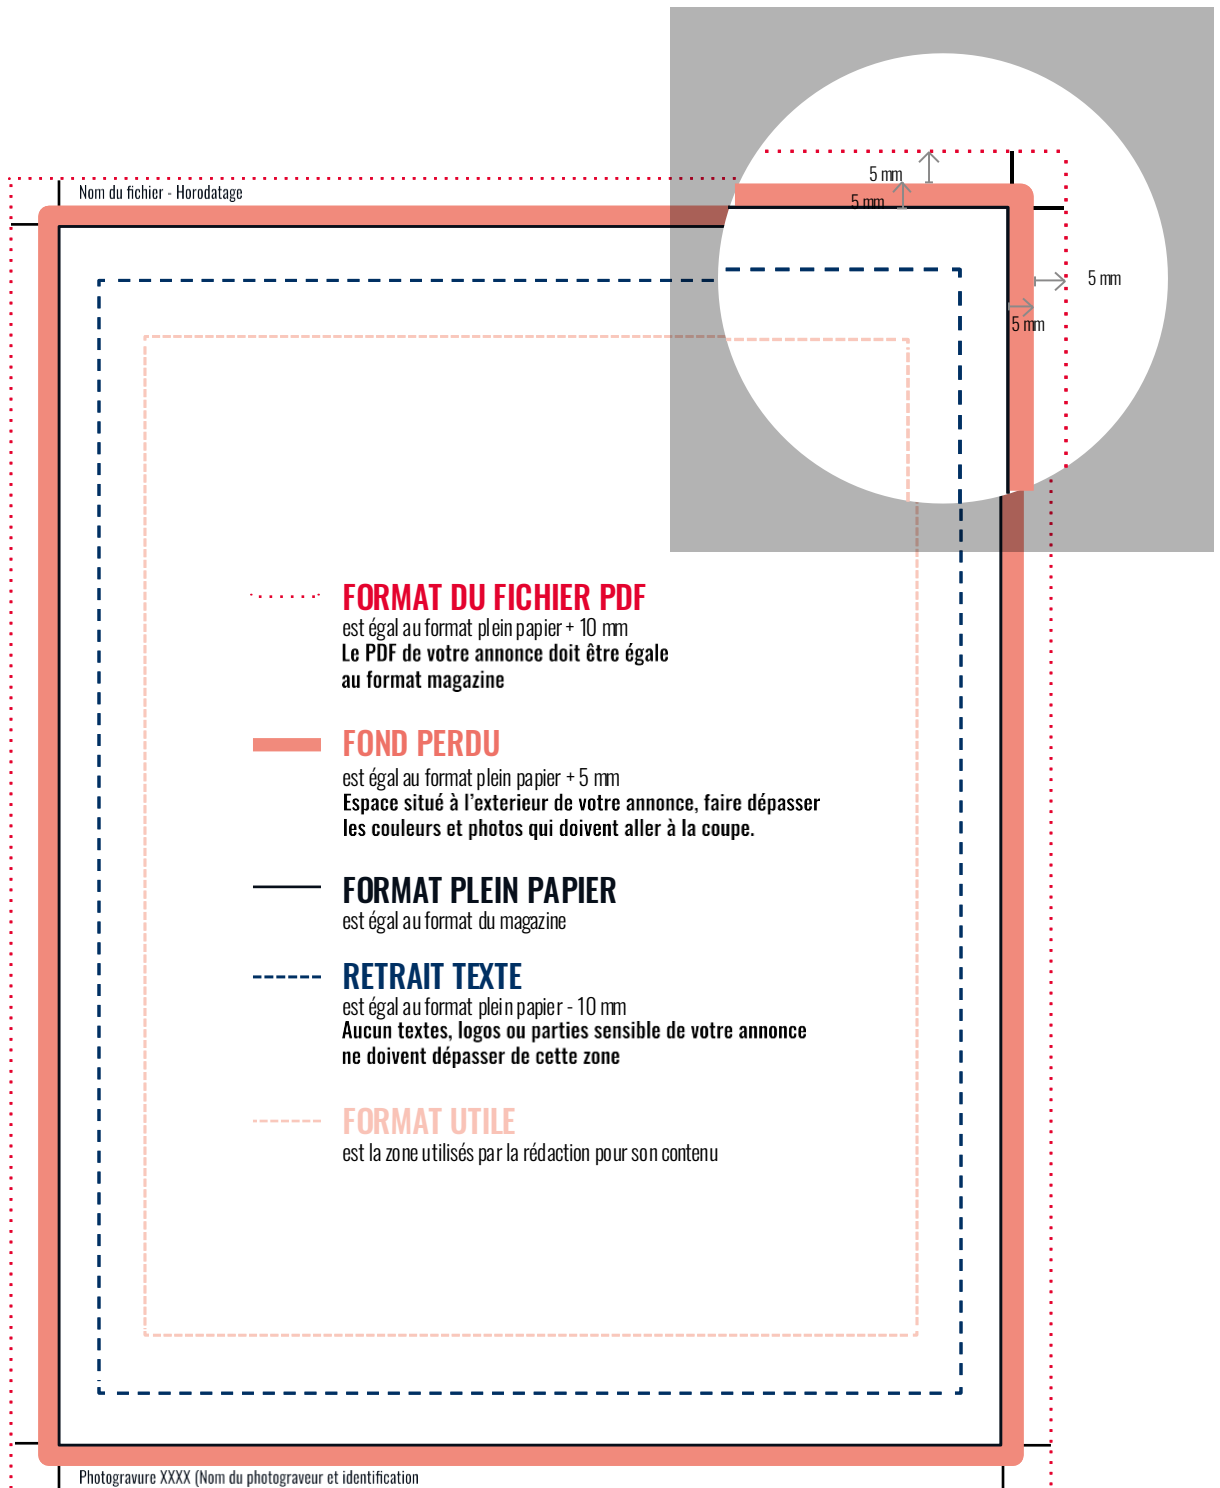 5 mm
Nom du fichier - Horodatage
5 mm
5 mm
5 mm
FORMAT DU FICHIER PDF
est égal au format plein papier + 10 mm
Le PDF de votre annonce doit être égale
au format magazine
FOND PERDU
est égal au format plein papier + 5 mm
Espace situé à l'exterieur de votre annonce, faire dépasser
les couleurs et photos qui doivent aller à la coupe.
FORMAT PLEIN PAPIER
est égal au format du magazine
RETRAIT TEXTE
est égal au format plein papier - 10 mm
Aucun textes, logos ou parties sensible de votre annonce
ne doivent dépasser de cette zone
FORMAT UTILE
est la zone utilisés par la rédaction pour son contenu
Photogravure XXXX (Nom du photograveur et identification